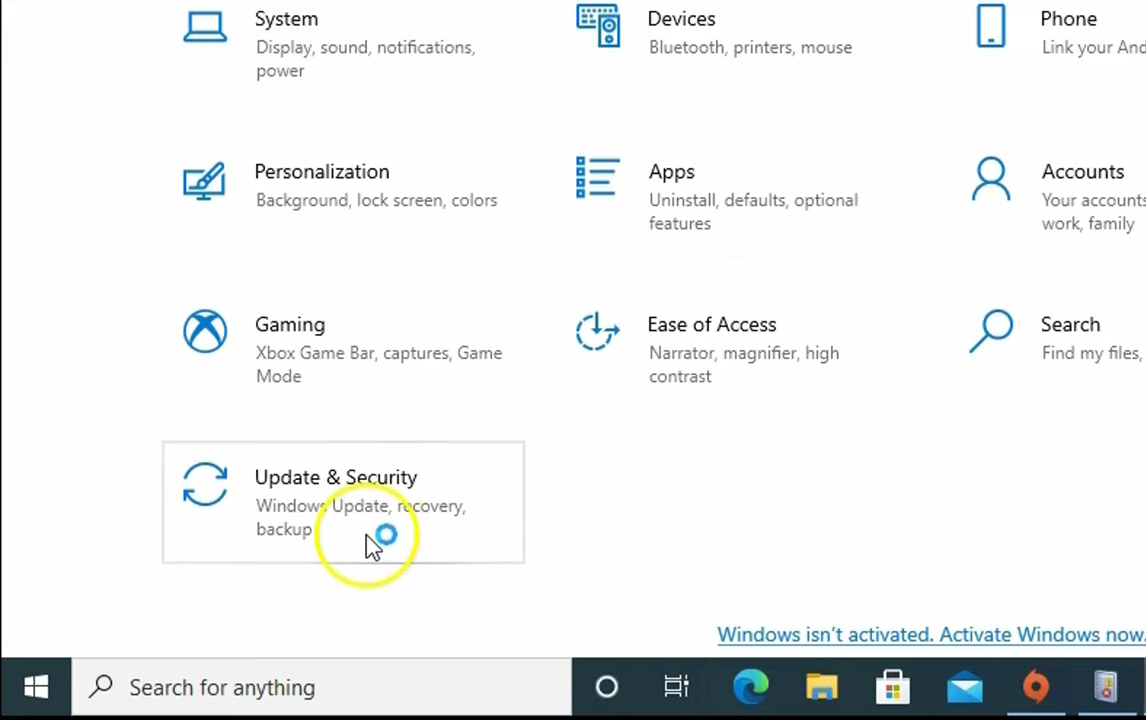 System
Display, sound, notifications,
power
Devices
Bluetooth, printers, mouse
Phone
Link your And
Personalization
Background, lock screen, colors
Apps
Uninstall, defaults, optional
features
Accounts
Your accounts
work, family
Gaming
Xbox Game Bar, captures, Game
Mode
Ease of Access
Narrator, magnifier, high
contrast
Search
Find my files,
Update & Security
Windows Update, recovery,
backup
Windows isn't activated. Activate Windows now.
Search for anything